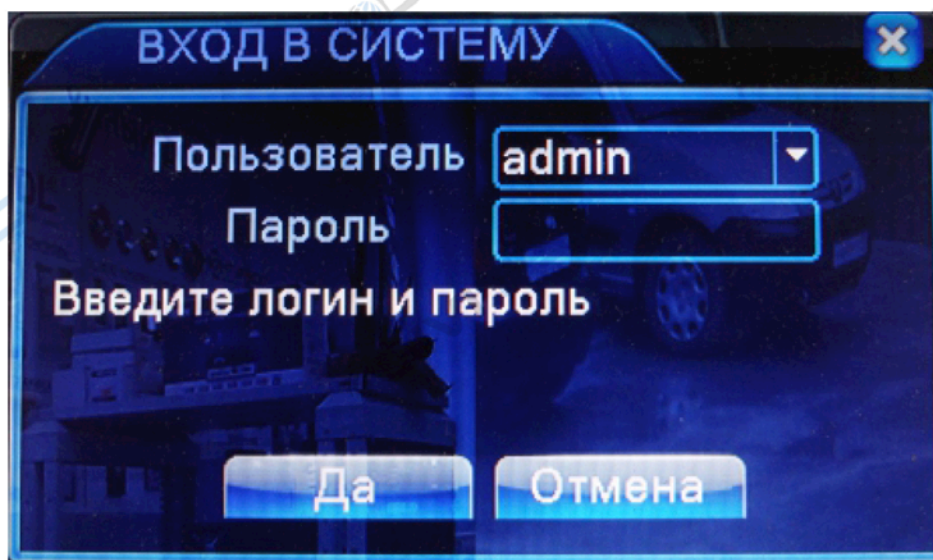 ВХОД В СИСТЕМУ
Пользователь admin
Пароль
Введите логин и пароль
Да Отмена